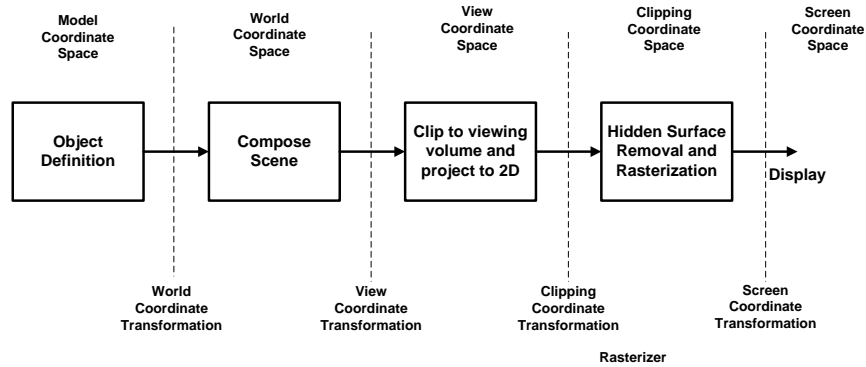 Model
Coordinate
Space
World
Coordinate
Space
View
Coordinate
Space
Clipping
Coordinate
Space
Screen
Coordinate
Space
Object
Definition
Compose
Scene
Clip to viewing
volume and
project to 2D
Hidden Surface
Removal and
Rasterization
Display
World
Coordinate
Transformation
View
Coordinate
Transformation
Clipping
Coordinate
Transformation
Screen
Coordinate
Transformation
Rasterizer